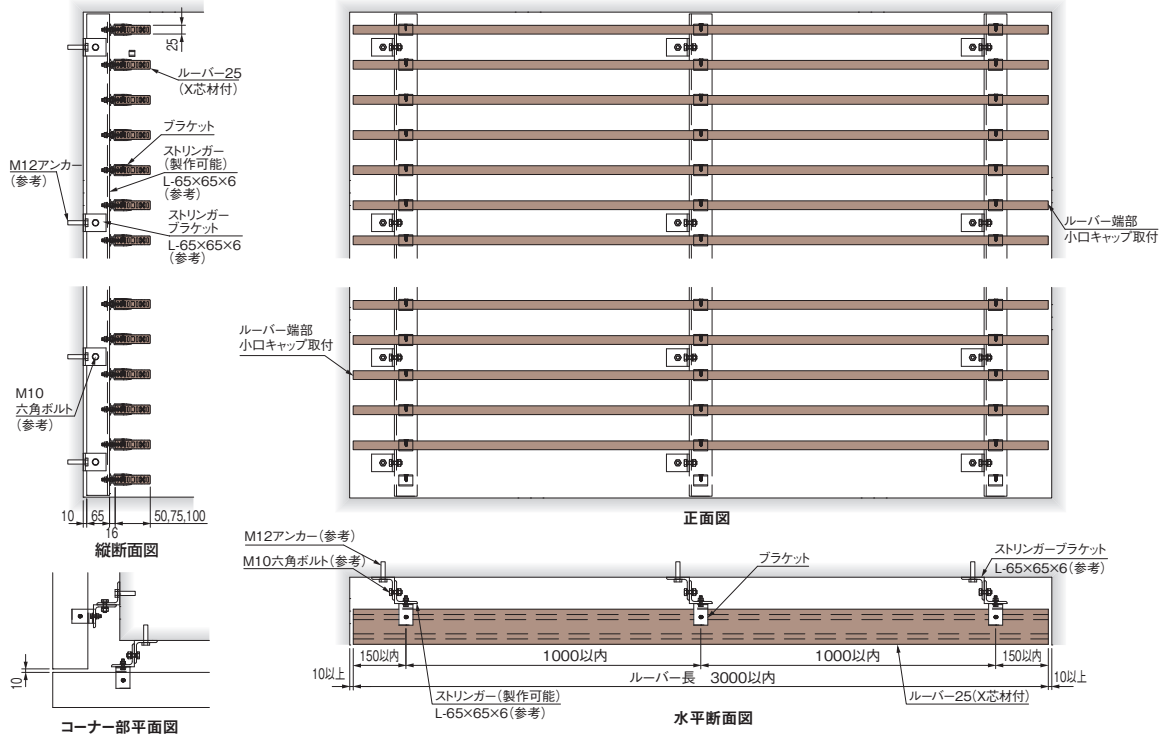 25
ルーバー25
(X芯材付)
ブラケット
ストリンガー
(製作可能)
L-65×65×6
(参考)
M12アンカー
(参考)
ストリンガー
ブラケット
L-65×65×6
(参考)
M10
六角ボルト
(参考)
10
65
16
50,75,100
縦断面図
ルーバー端部
小口キャップ取付
ルーバー端部
小口キャップ取付
正面図
10
コーナー部平面図
M12アンカー(参考)
M10六角ボルト(参考)
ブラケット
ストリンガーブラケット
L-65×65×6(参考)
150以内
1000以内
1000以内
150以内
10以上
ルーバー長 3000以内
10以上
ストリンガー(製作可能)
L-65×65×6(参考)
ルーバー25(X芯材付)
水平断面図